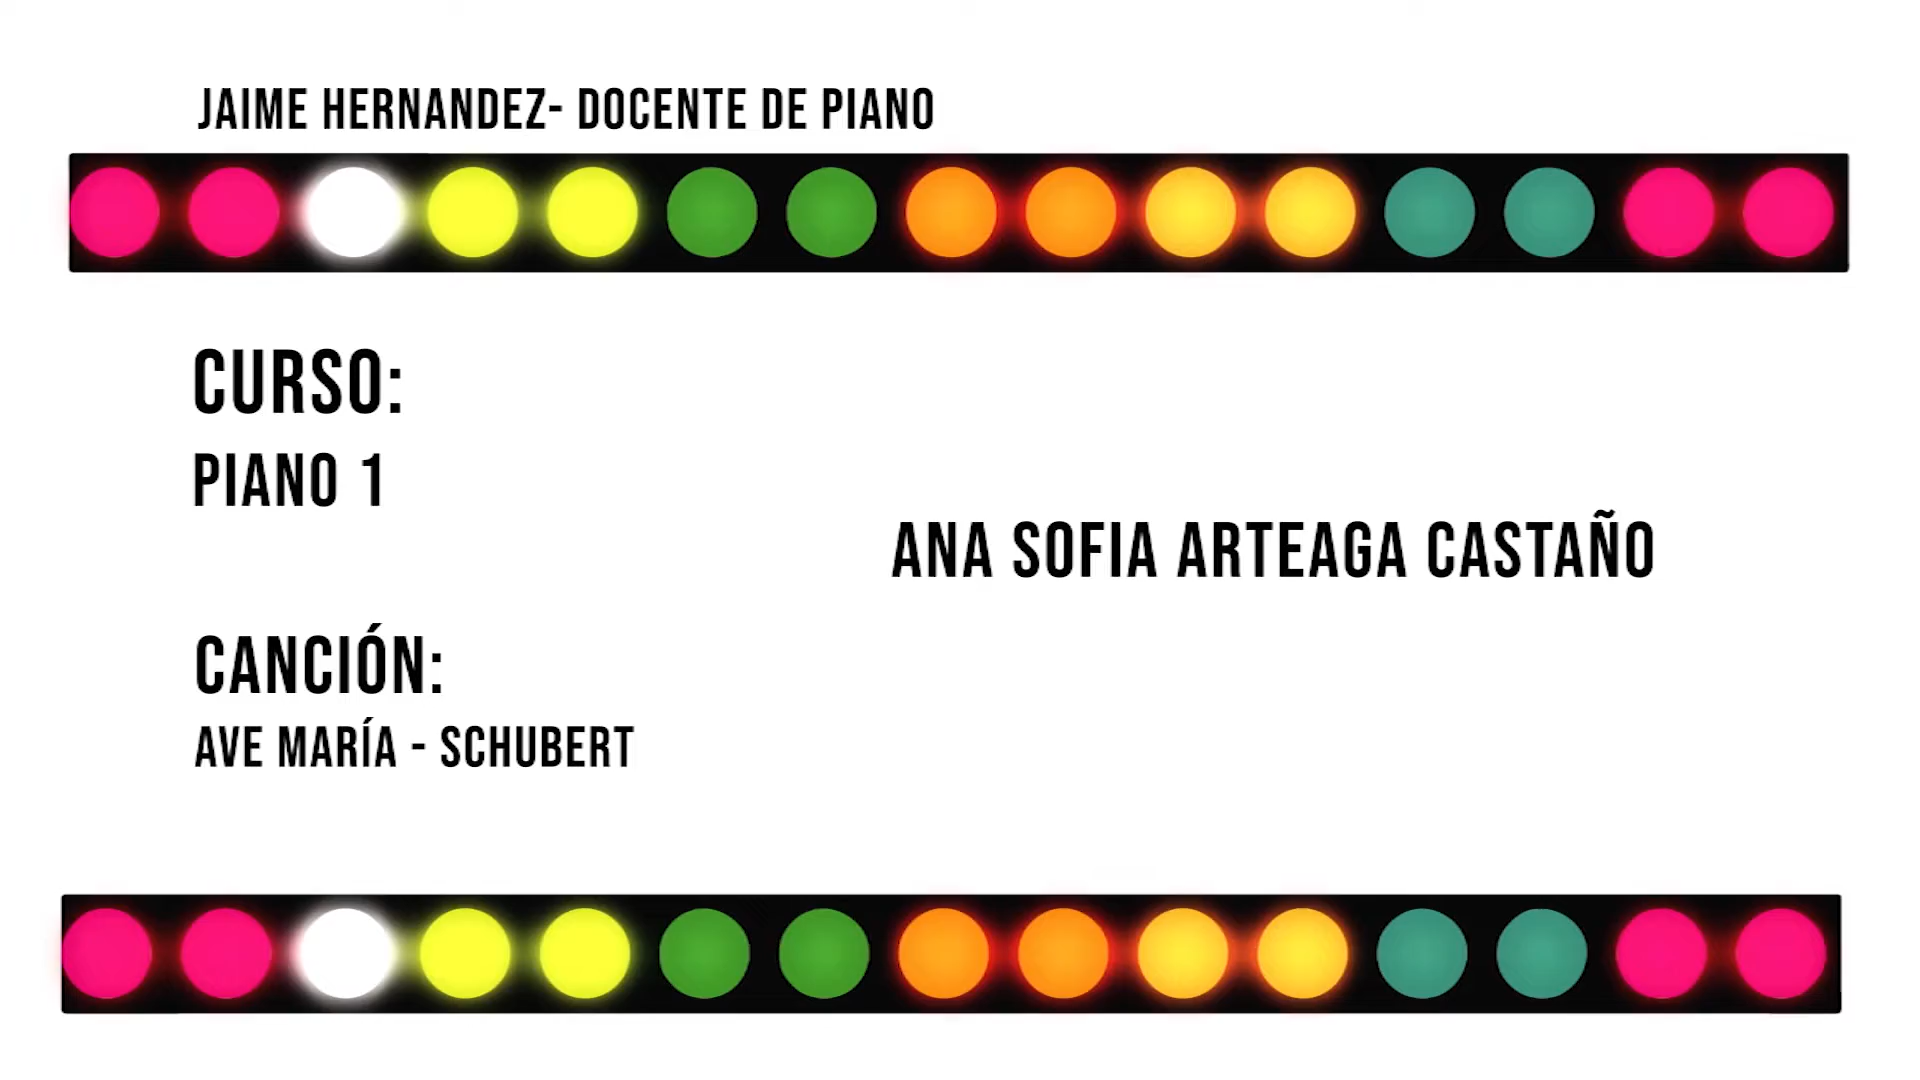 JAIME HERNANDEZ- DOCENTE DE PIANO
CURSO:
PIANO 1
ANA SOFIA ARTEAGA CASTAÑO
CANCIÓN:
AVE MARÍA - SCHUBERT